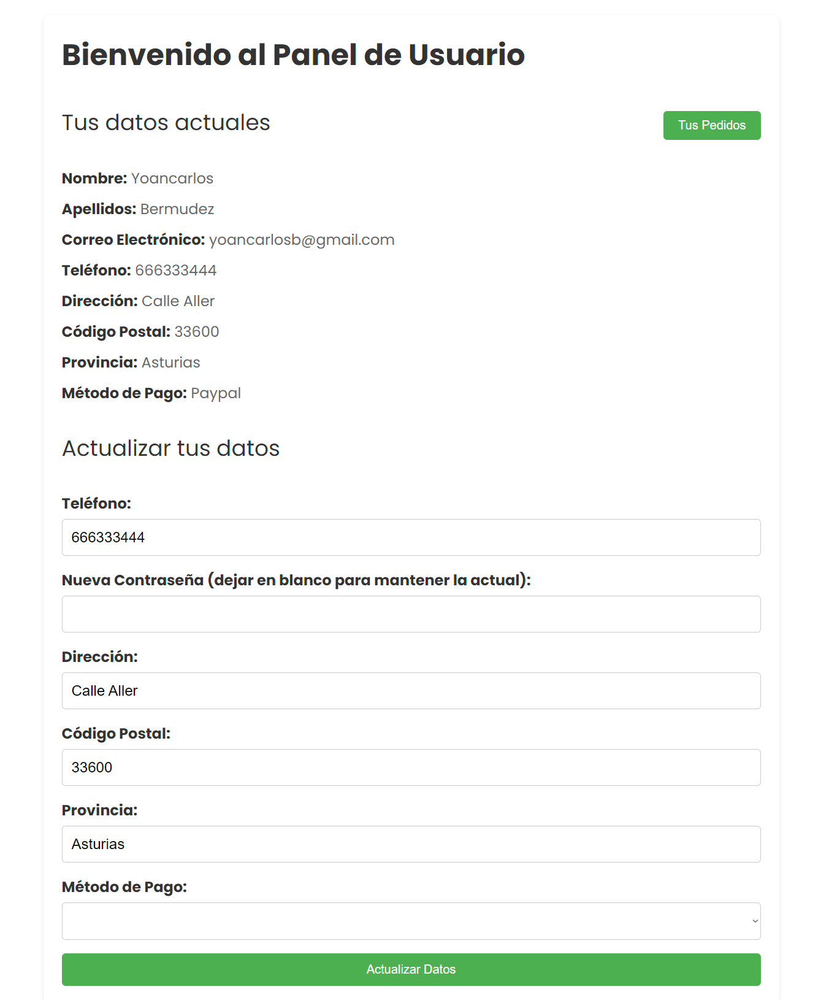 Bienvenido al Panel de Usuario
Tus datos actuales
Tus Pedidos
Nombre: Yoancarlos
Apellidos: Bermudez
Correo Electrónico: yoancarlosb@gmail.com
Teléfono: 666333444
Dirección: Calle Aller
Código Postal: 33600
Provincia: Asturias
Método de Pago: Paypal
Actualizar tus datos
Teléfono:
666333444
Nueva Contraseña (dejar en blanco para mantener la actual):
Dirección:
Calle Aller
Código Postal:
33600
Provincia:
Asturias
Método de Pago:
Actualizar Datos